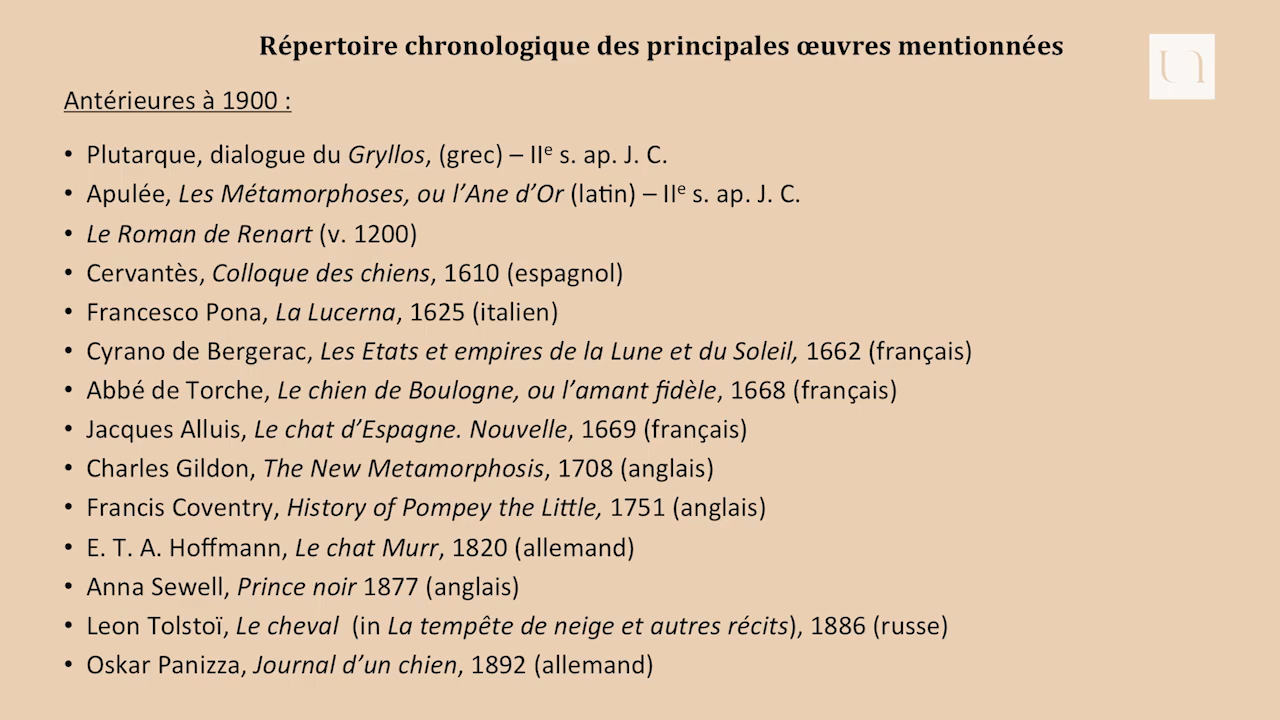 Répertoire chronologique des principales œuvres mentionnées
Antérieures à 1900 :
• Plutarque, dialogue du Gryllos, (grec) – IIᵉ s. ap. J. C.
• Apulée, Les Métamorphoses, ou l’Ane d’Or (latin) – IIᵉ s. ap. J. C.
• Le Roman de Renart (v. 1200)
• Cervantès, Colloque des chiens, 1610 (espagnol)
• Francesco Pona, La Lucerna, 1625 (italien)
• Cyrano de Bergerac, Les Etats et empires de la Lune et du Soleil, 1662 (français)
• Abbé de Torche, Le chien de Boulogne, ou l’amant fidèle, 1668 (français)
• Jacques Alluis, Le chat d’Espagne. Nouvelle, 1669 (français)
• Charles Gildon, The New Metamorphosis, 1708 (anglais)
• Francis Coventry, History of Pompey the Little, 1751 (anglais)
• E. T. A. Hoffmann, Le chat Murr, 1820 (allemand)
• Anna Sewell, Prince noir 1877 (anglais)
• Leon Tolstoï, Le cheval (in La tempête de neige et autres récits), 1886 (russe)
• Oskar Panizza, Journal d’un chien, 1892 (allemand)